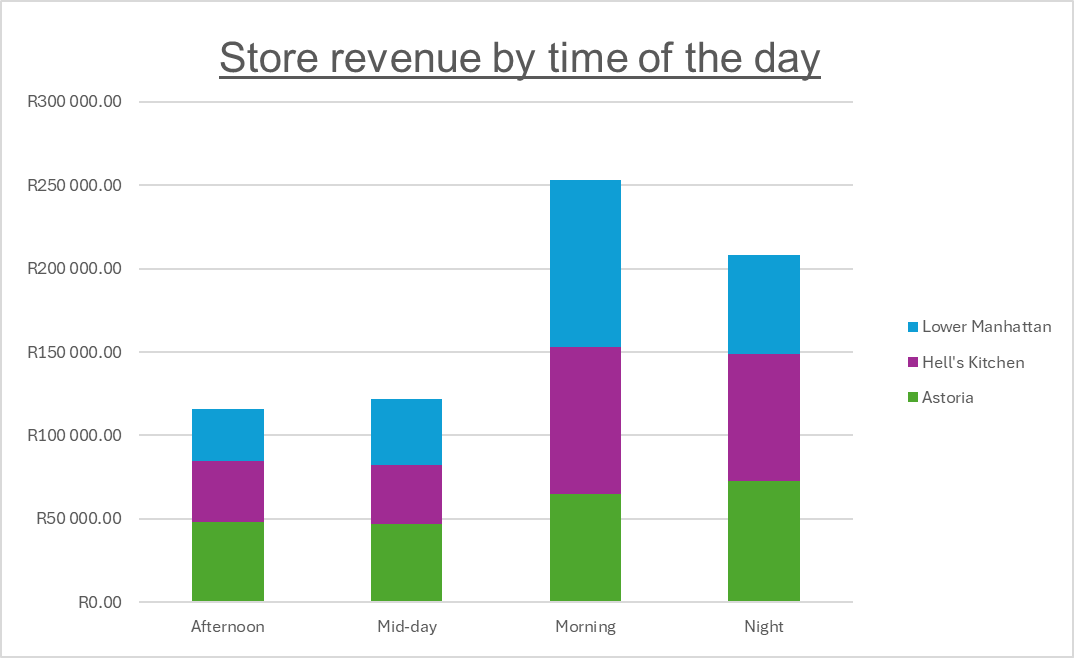 Store revenue by time of the day
R300 000.00
R250 000.00
R200 000.00
R150 000.00
R100 000.00
R50 000.00
R0.00
Afternoon Mid-day Morning Night
Lower Manhattan
Hell's Kitchen
Astoria